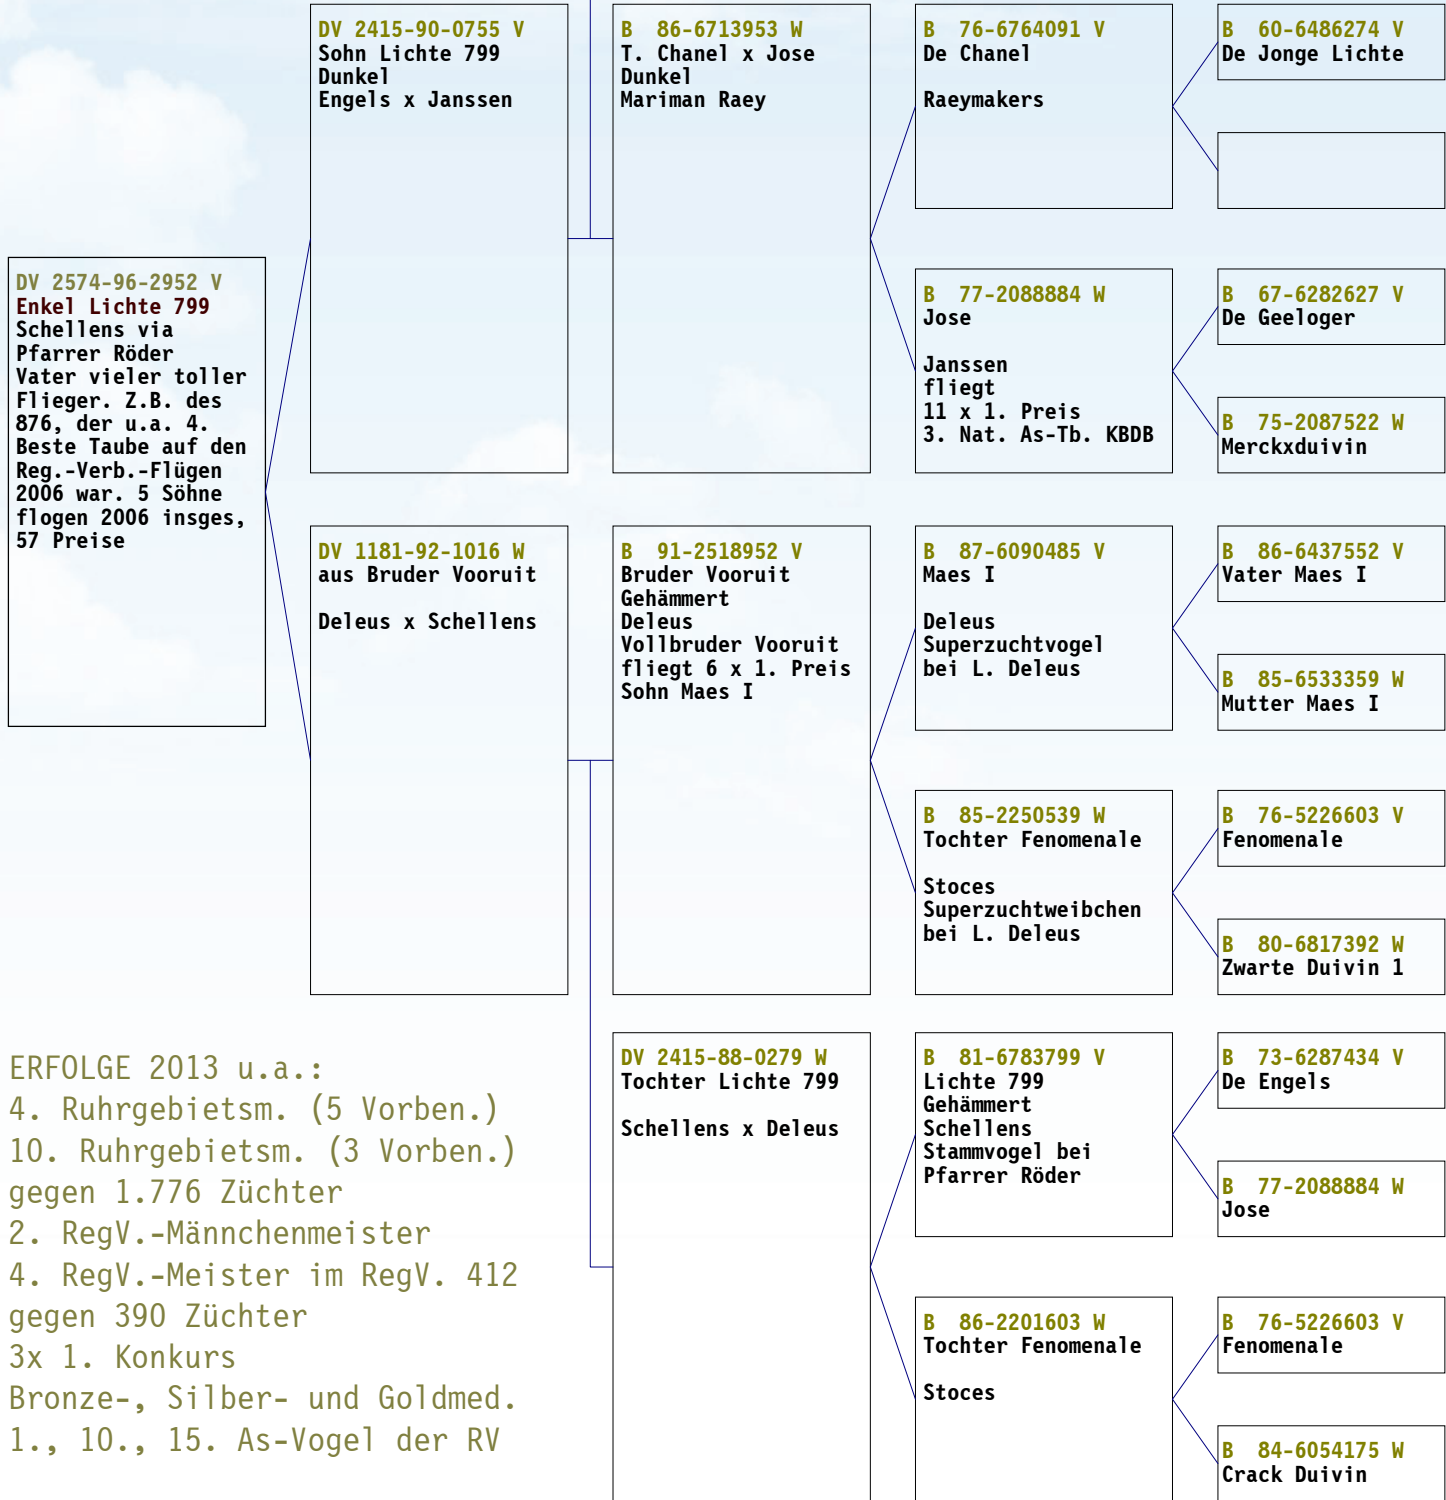 DV 2574-96-2952 V
Enkel Lichte 799
Schellens via
Pfarrer Röder
Vater vieler toller
Flieger. Z.B. des
876, der u.a. 4.
Beste Taube auf den
Reg.-Verb.-Flügen
2006 war. 5 Söhne
flogen 2006 insges,
57 Preise
DV 2415-90-0755 V
Sohn Lichte 799
Dunkel
Engels x Janssen
DV 1181-92-1016 W
aus Bruder Vooruit
Deleus x Schellens
B 86-6713953 W
T. Chanel x Jose
Dunkel
Mariman Raey
B 91-2518952 V
Bruder Vooruit
Gehämmert
Deleus
Vollbruder Vooruit
fliegt 6 x 1. Preis
Sohn Maes I
DV 2415-88-0279 W
Tochter Lichte 799
Schellens x Deleus
B 76-6764091 V
De Chanel
Raeymakers
B 77-2088884 W
Jose
Janssen
fliegt
11 x 1. Preis
3. Nat. As-Tb. KBDB
B 87-6090485 V
Maes I
Deleus
Superzuchtvogel
bei L. Deleus
B 85-2250539 W
Tochter Fenomenale
Stoces
Superzuchtweibchen
bei L. Deleus
B 81-6783799 V
Lichte 799
Gehämmert
Schellens
Stammvogel bei
Pfarrer Röder
B 86-2201603 W
Tochter Fenomenale
Stoces
B 60-6486274 V
De Jonge Lichte
B 67-6282627 V
De Geeloger
B 75-2087522 W
Merckxduivin
B 86-6437552 V
Vater Maes I
B 85-6533359 W
Mutter Maes I
B 76-5226603 V
Fenomenale
B 80-6817392 W
Zwarte Duivin 1
B 73-6287434 V
De Engels
B 77-2088884 W
Jose
B 76-5226603 V
Fenomenale
B 84-6054175 W
Crack Duivin
ERFOLGE 2013 u.a.:
4. Ruhrgebietsm. (5 Vorben.)
10. Ruhrgebietsm. (3 Vorben.)
gegen 1.776 Züchter
2. RegV.-Männchenmeister
4. RegV.-Meister im RegV. 412
gegen 390 Züchter
3x 1. Konkurs
Bronze-, Silber- und Goldmed.
1., 10., 15. As-Vogel der RV